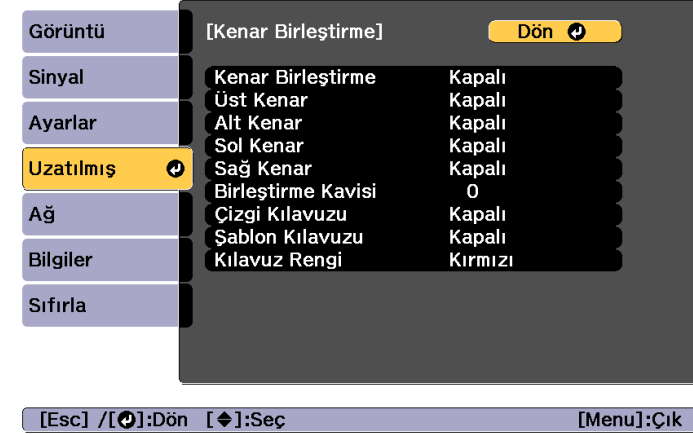 Görüntü
Sinyal
Ayarlar
Uzatılmış
Ağ
Bilgiler
Sıfırla
[Kenar Birleştirme] Dön
Kenar Birleştirme Kapalı
Üst Kenar Kapalı
Alt Kenar Kapalı
Sol Kenar Kapalı
Sağ Kenar Kapalı
Birleştirme Kavisi 0
Çizgi Kılavuzu Kapalı
Şablon Kılavuzu Kapalı
Kılavuz Rengi Kırmızı
[Esc] /[⏎]:Dön [◆]:Seç [Menu]:Çık